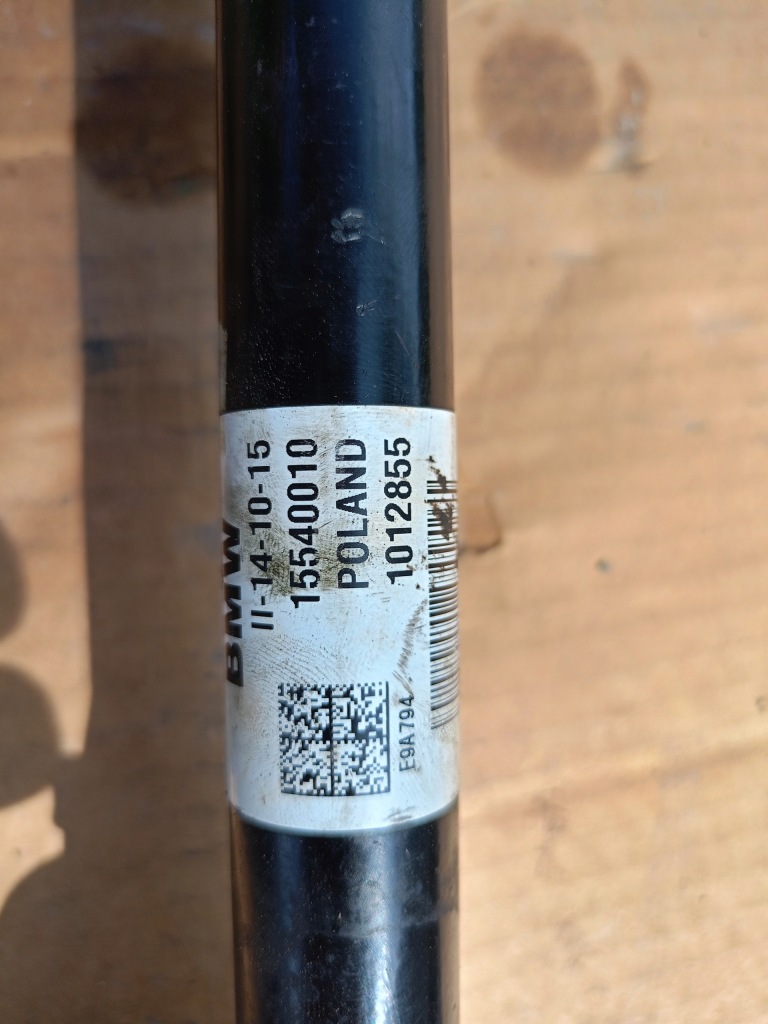 BMW
II-14-10-15
15540010
POLAND
1012855
E9A794